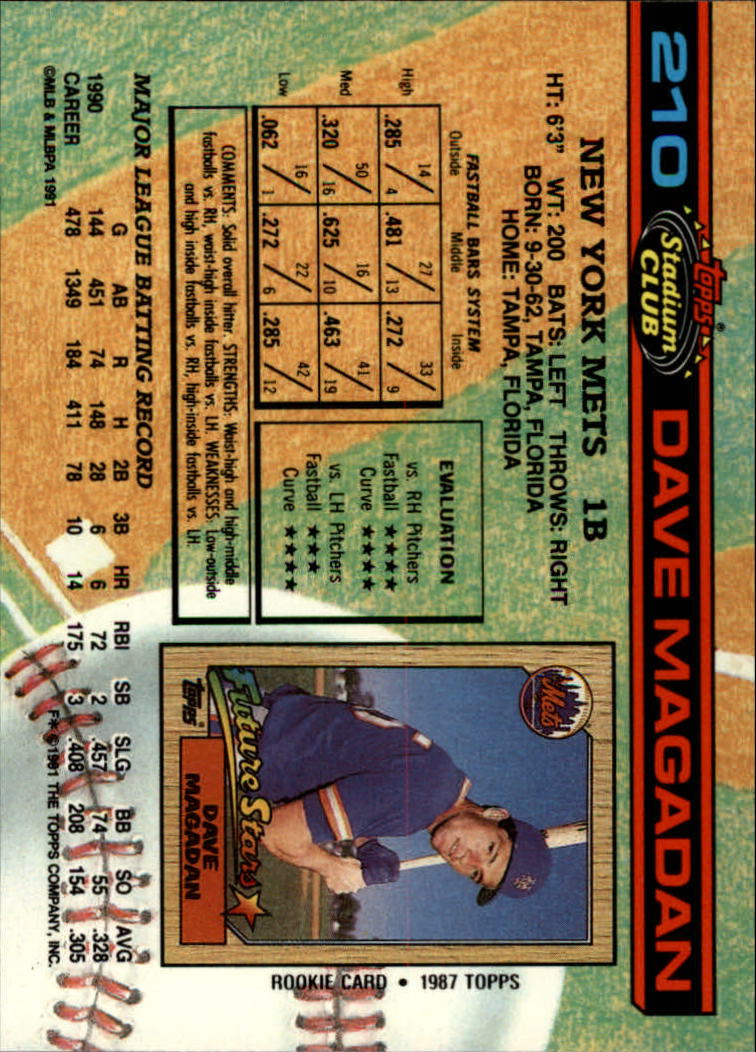 210
Topps®
Stadium
CLUB
DAVE MAGADAN
NEW YORK METS 1B
HT: 6'3" WT: 200 BATS: LEFT THROWS: RIGHT
BORN: 9-30-62, TAMPA, FLORIDA
HOME: TAMPA, FLORIDA
FASTBALL BARS SYSTEM
Outside Middle Inside
High .285 14/4 .481 27/13 .272 33/9
Med .320 50/16 .625 16/10 .463 41/19
Low .062 16/1 .272 22/6 .285 42/12
EVALUATION
vs. RH Pitchers
Fastball ★★★★
Curve ★★★★
vs. LH Pitchers
Fastball ★★★
Curve ★★★★
COMMENTS: Solid overall hitter. STRENGTHS: Waist-high and high-middle
fastballs vs. RH, waist-high inside fastballs vs. LH. WEAKNESSES: Low-outside
and high inside fastballs vs. RH, high-inside fastballs vs. LH.
Mets
Future Stars
Topps
DAVE
MAGADAN
ROOKIE CARD • 1987 TOPPS
MAJOR LEAGUE BATTING RECORD
G AB R H 2B 3B HR RBI SB SLG BB SO AVG
1990 144 451 74 148 28 6 6 72 2 .457 74 55 .328
CAREER 478 1349 184 411 78 10 14 175 3 .408 208 154 .305
©MLB & MLBPA 1991
F* ©1991 THE TOPPS COMPANY, INC.